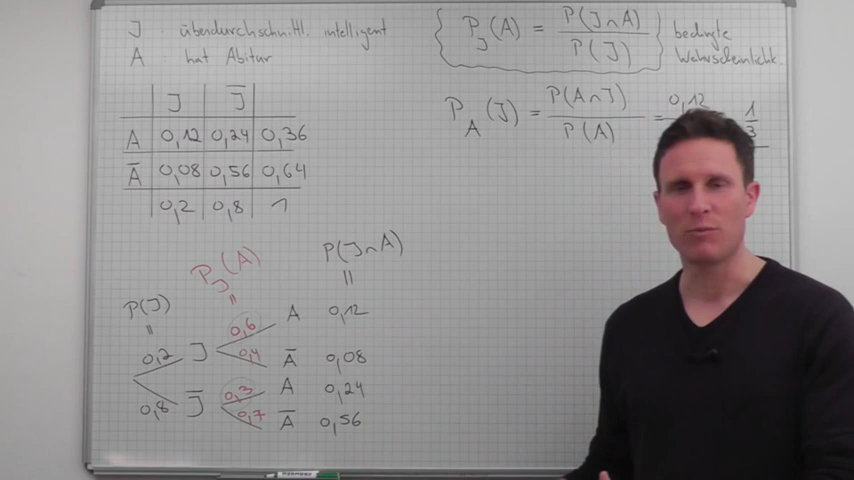 J : überdurchschnittl. intelligent
A : hat Abitur
P_J(A) = P(J∩A) / P(J)
bedingte
Wahrscheinlichk.
J J̅
A 0,12 0,24 0,36
A̅ 0,08 0,56 0,64
0,2 0,8 1
P_A(J) = P(A∩J) / P(A) = 0,12 1/3
P(J) P_J(A) P(J∩A)
= = =
0,6 A 0,12
0,2 J 0,4 A̅ 0,08
0,3 A 0,24
0,8 J̅ 0,7 A̅ 0,56